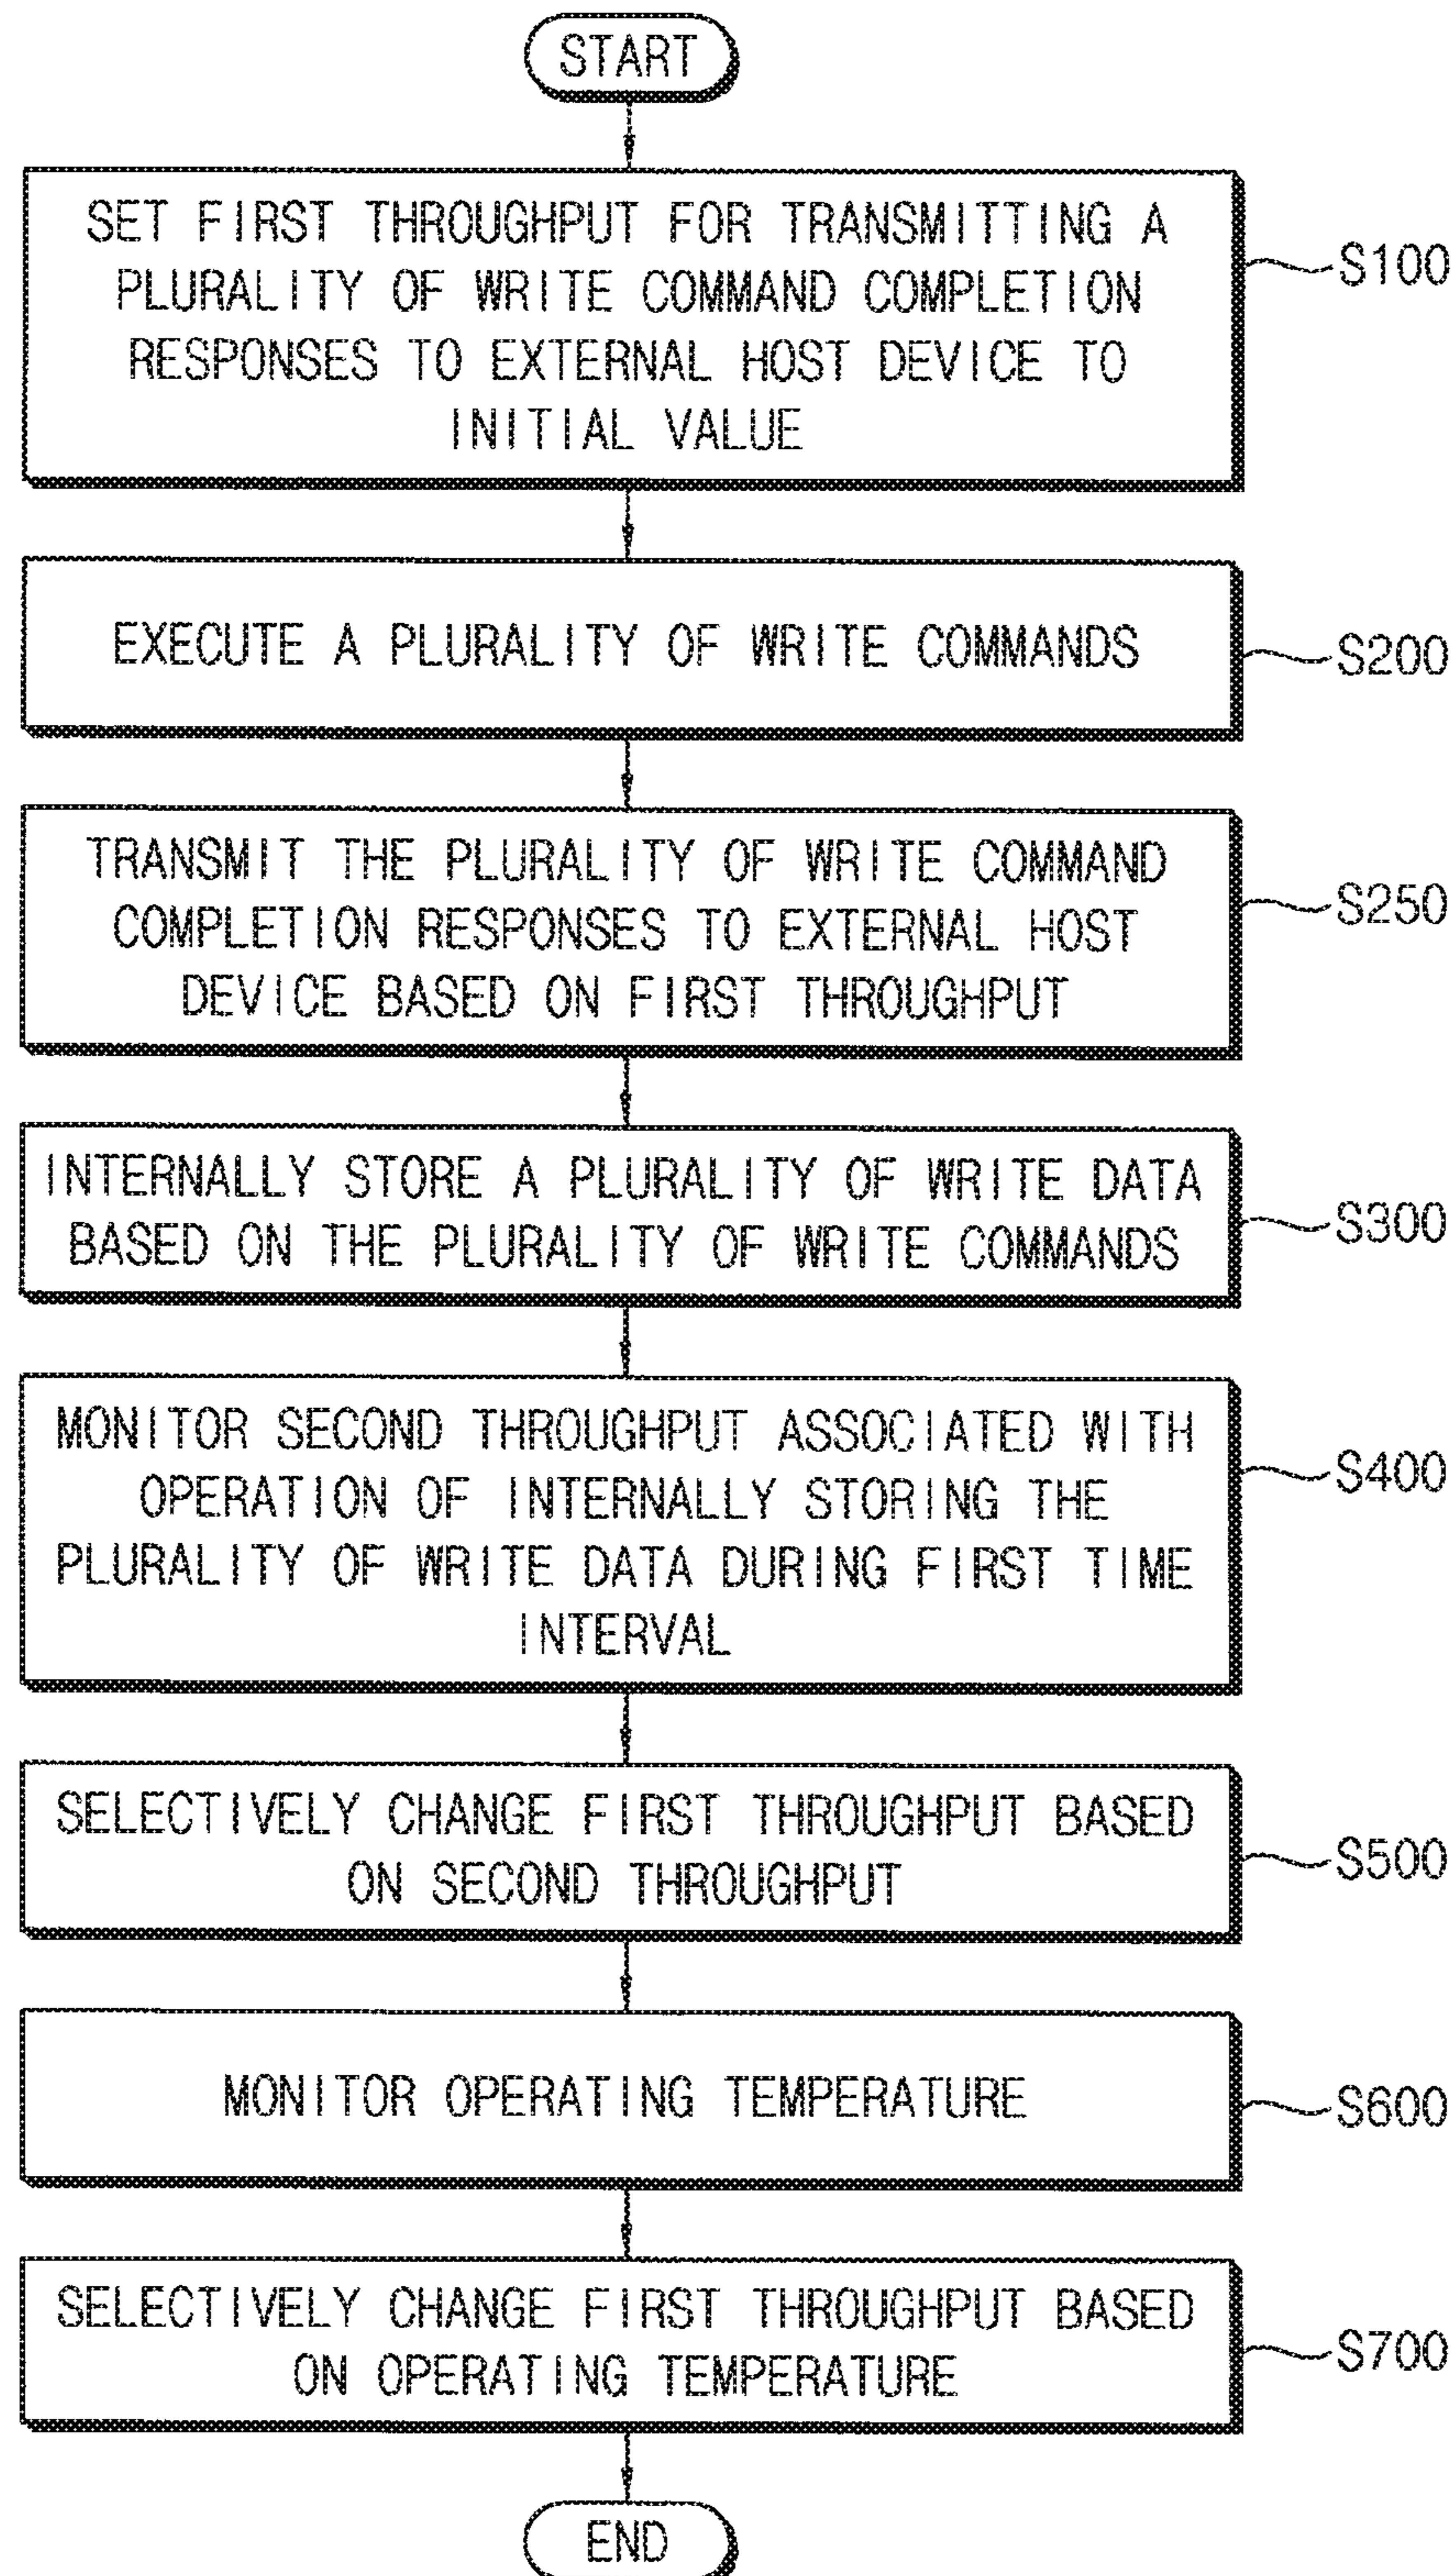 START
SET FIRST THROUGHPUT FOR TRANSMITTING A
PLURALITY OF WRITE COMMAND COMPLETION
RESPONSES TO EXTERNAL HOST DEVICE TO
INITIAL VALUE
S100
EXECUTE A PLURALITY OF WRITE COMMANDS
S200
TRANSMIT THE PLURALITY OF WRITE COMMAND
COMPLETION RESPONSES TO EXTERNAL HOST
DEVICE BASED ON FIRST THROUGHPUT
S250
INTERNALLY STORE A PLURALITY OF WRITE DATA
BASED ON THE PLURALITY OF WRITE COMMANDS
S300
MONITOR SECOND THROUGHPUT ASSOCIATED WITH
OPERATION OF INTERNALLY STORING THE
PLURALITY OF WRITE DATA DURING FIRST TIME
INTERVAL
S400
SELECTIVELY CHANGE FIRST THROUGHPUT BASED
ON SECOND THROUGHPUT
S500
MONITOR OPERATING TEMPERATURE
S600
SELECTIVELY CHANGE FIRST THROUGHPUT BASED
ON OPERATING TEMPERATURE
S700
END